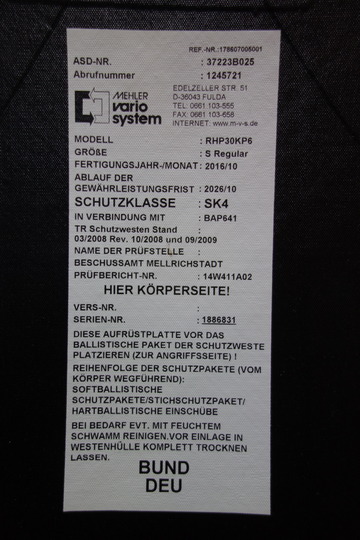 REF.-NR.:178607005001
ASD-NR. : 37223B025
Abrufnummer : 1245721
MEHLER
vario
system
EDELZELLER STR. 51
D-36043 FULDA
TEL: 0661 103-555
FAX: 0661 103-658
INTERNET: www.m-v-s.de
MODELL : RHP30KP6
GRÖßE : S Regular
FERTIGUNGSJAHR-/MONAT : 2016/10
ABLAUF DER
GEWÄHRLEISTUNGSFRIST : 2026/10
SCHUTZKLASSE : SK4
IN VERBINDUNG MIT : BAP641
TR Schutzwesten Stand :
03/2008 Rev. 10/2008 und 09/2009
NAME DER PRÜFSTELLE :
BESCHUSSAMT MELLRICHSTADT
PRÜFBERICHT-NR. : 14W411A02
HIER KÖRPERSEITE!
VERS-NR. :
SERIEN-NR. : 1886831
DIESE AUFRÜSTPLATTE VOR DAS
BALLISTISCHE PAKET DER SCHUTZWESTE
PLATZIEREN (ZUR ANGRIFFSEITE) !
REIHENFOLGE DER SCHUTZPAKETE (VOM
KÖRPER WEGFÜHREND):
SOFTBALLISTISCHE
SCHUTZPAKETE/STICHSCHUTZPAKET/
HARTBALLISTISCHE EINSCHÜBE
BEI BEDARF EVT. MIT FEUCHTEM
SCHWAMM REINIGEN.VOR EINLAGE IN
WESTENHÜLLE KOMPLETT TROCKNEN
LASSEN.
BUND
DEU